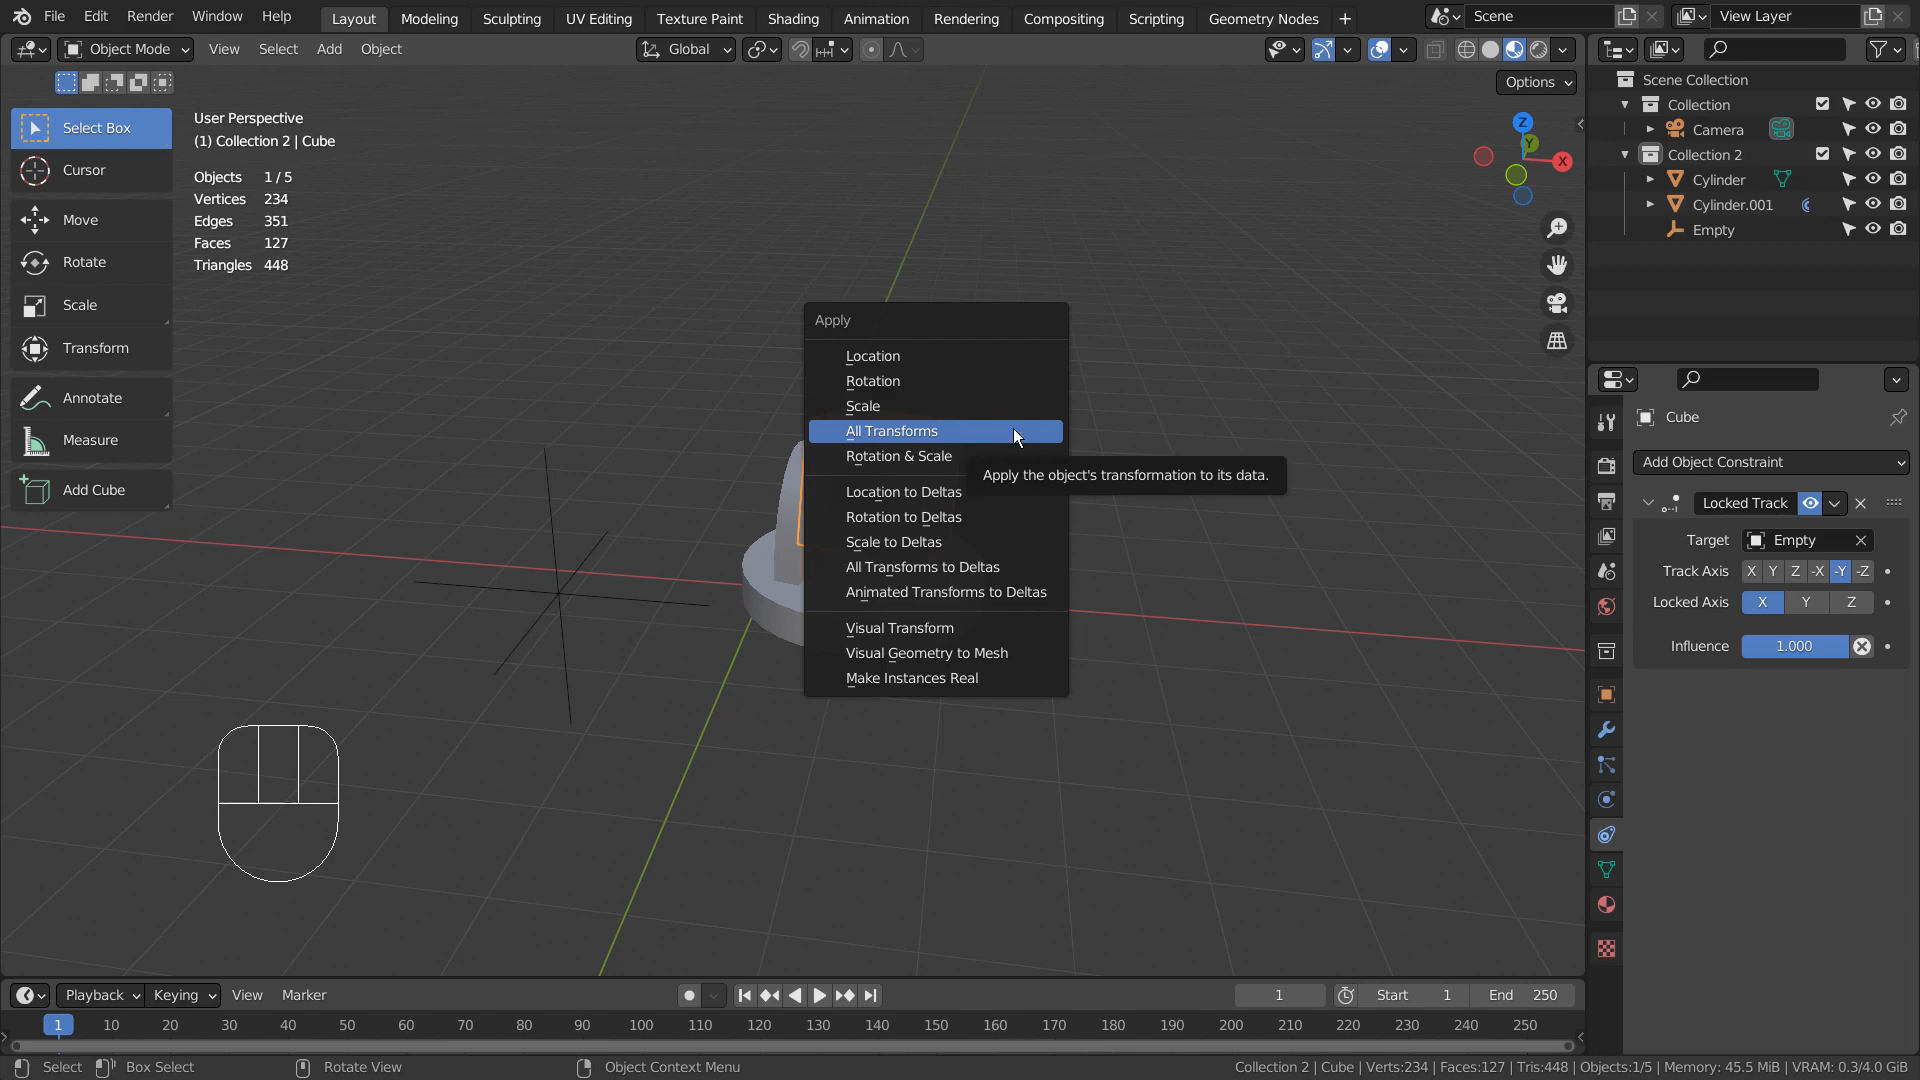 File Edit Render Window Help Layout Modeling Sculpting UV Editing Texture Paint Shading Animation Rendering Compositing Scripting Geometry Nodes + Scene View Layer
Object Mode View Select Add Object Global
Options
Select Box
Cursor
Move
Rotate
Scale
Transform
Annotate
Measure
Add Cube
User Perspective
(1) Collection 2 | Cube
Objects 1 / 5
Vertices 234
Edges 351
Faces 127
Triangles 448
Z
Y
X
Apply
Location
Rotation
Scale
All Transforms
Rotation & Scale
Apply the object's transformation to its data.
Location to Deltas
Rotation to Deltas
Scale to Deltas
All Transforms to Deltas
Animated Transforms to Deltas
Visual Transform
Visual Geometry to Mesh
Make Instances Real
Scene Collection
Collection
Camera
Collection 2
Cylinder
Cylinder.001
Empty
Cube
Add Object Constraint
Locked Track
Target Empty
Track Axis X Y Z -X -Y -Z
Locked Axis X Y Z
Influence 1.000
Playback Keying View Marker 1 Start 1 End 250
1 10 20 30 40 50 60 70 80 90 100 110 120 130 140 150 160 170 180 190 200 210 220 230 240 250
Select Box Select Rotate View Object Context Menu Collection 2 | Cube | Verts:234 | Faces:127 | Tris:448 | Objects:1/5 | Memory: 45.5 MiB | VRAM: 0.3/4.0 GiB